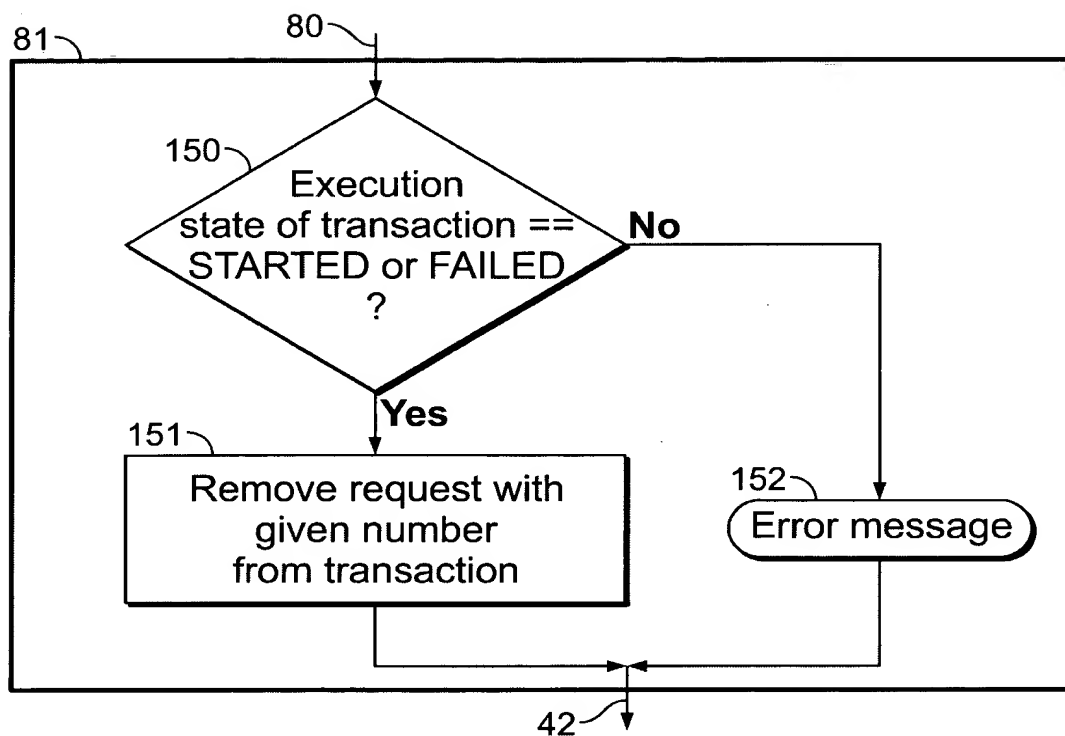 80
81
150
Execution
state of transaction ==
STARTED or FAILED
?
No
Yes
151
Remove request with
given number
from transaction
152
Error message
42